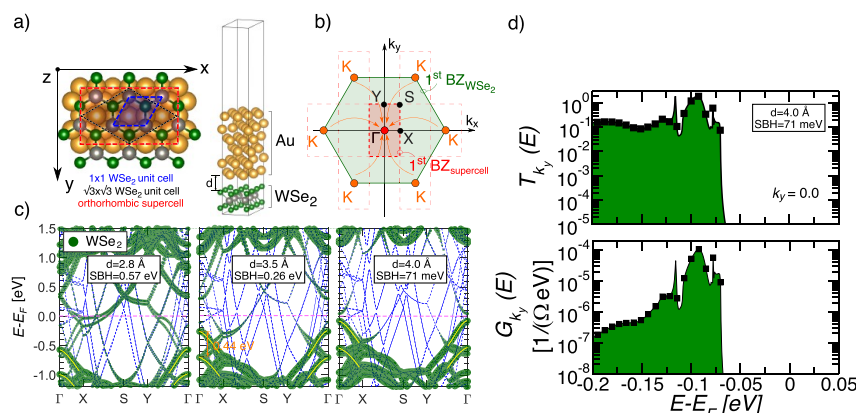 a)
z
x
y
1x1 WSe2 unit cell
√3x√3 WSe2 unit cell
orthorhombic supercell
Au
d
WSe2
b)
ky
K
K
1st BZWSe2
Y
S
K
Γ
X
kx
K
K
K
1st BZsupercell
c)
WSe2
d=2.8 Å
SBH=0.57 eV
d=3.5 Å
SBH=0.26 eV
d=4.0 Å
SBH=71 meV
E-EF [eV]
1.5
1.0
0.5
0.0
-0.5
-1.0
0.44 eV
Γ X S Y Γ
Γ X S Y Γ
Γ X S Y Γ
d)
Tky (E)
10^0
10^-1
10^-2
10^-3
10^-4
10^-5
d=4.0 Å
SBH=71 meV
ky = 0.0
Gky (E)
[1/(Ω eV)]
10^-4
10^-5
10^-6
10^-7
10^-8
-0.2 -0.15 -0.1 -0.05 0 0.05
E-EF [eV]